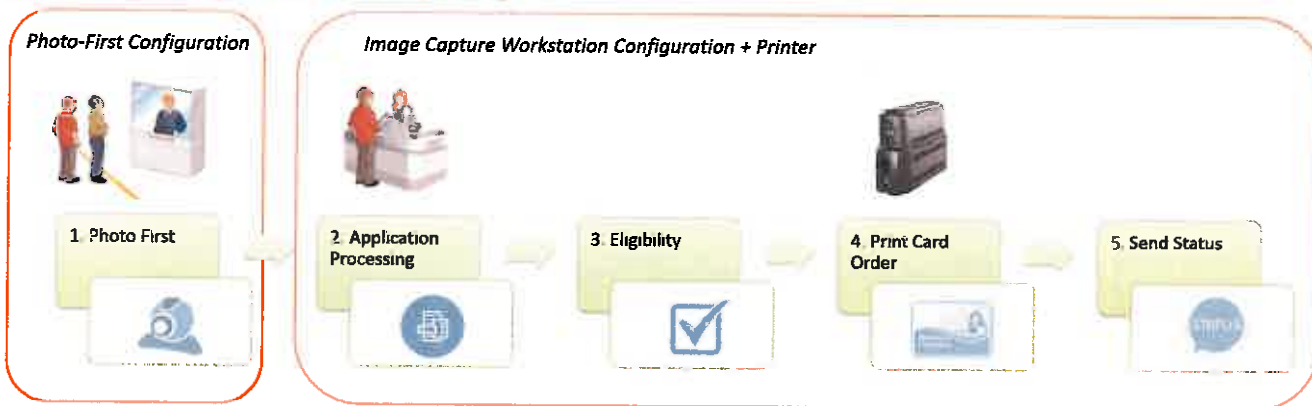 Photo-First Configuration
Image Capture Workstation Configuration + Printer
1. Photo First
2. Application
Processing
3. Eligibility
4. Print Card
Order
5. Send Status
STATUS